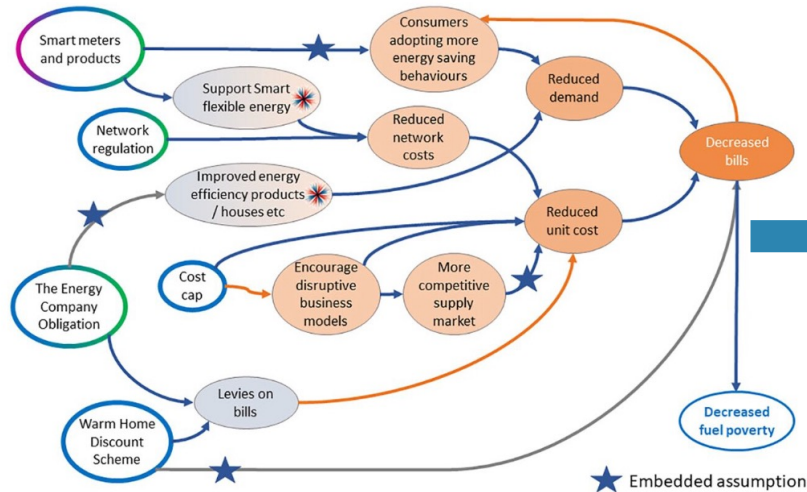 Smart meters
and products
Consumers
adopting more
energy saving
behaviours
Support Smart
flexible energy
Reduced
demand
Network
regulation
Reduced
network
costs
Decreased
bills
Improved energy
efficiency products
/ houses etc
Reduced
unit cost
Cost
cap
Encourage
disruptive
business
models
More
competitive
supply
market
The Energy
Company
Obligation
Levies on
bills
Warm Home
Discount
Scheme
Decreased
fuel poverty
Embedded assumption